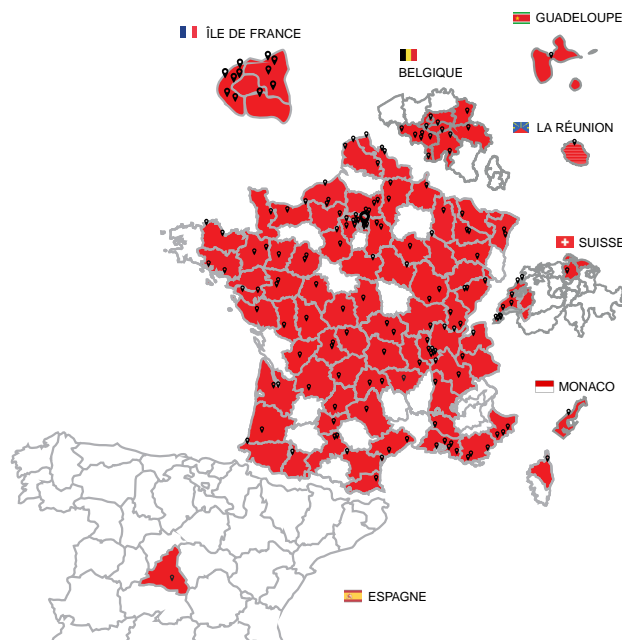 GUADELOUPE
ÎLE DE FRANCE
BELGIQUE
LA RÉUNION
SUISSE
MONACO
ESPAGNE